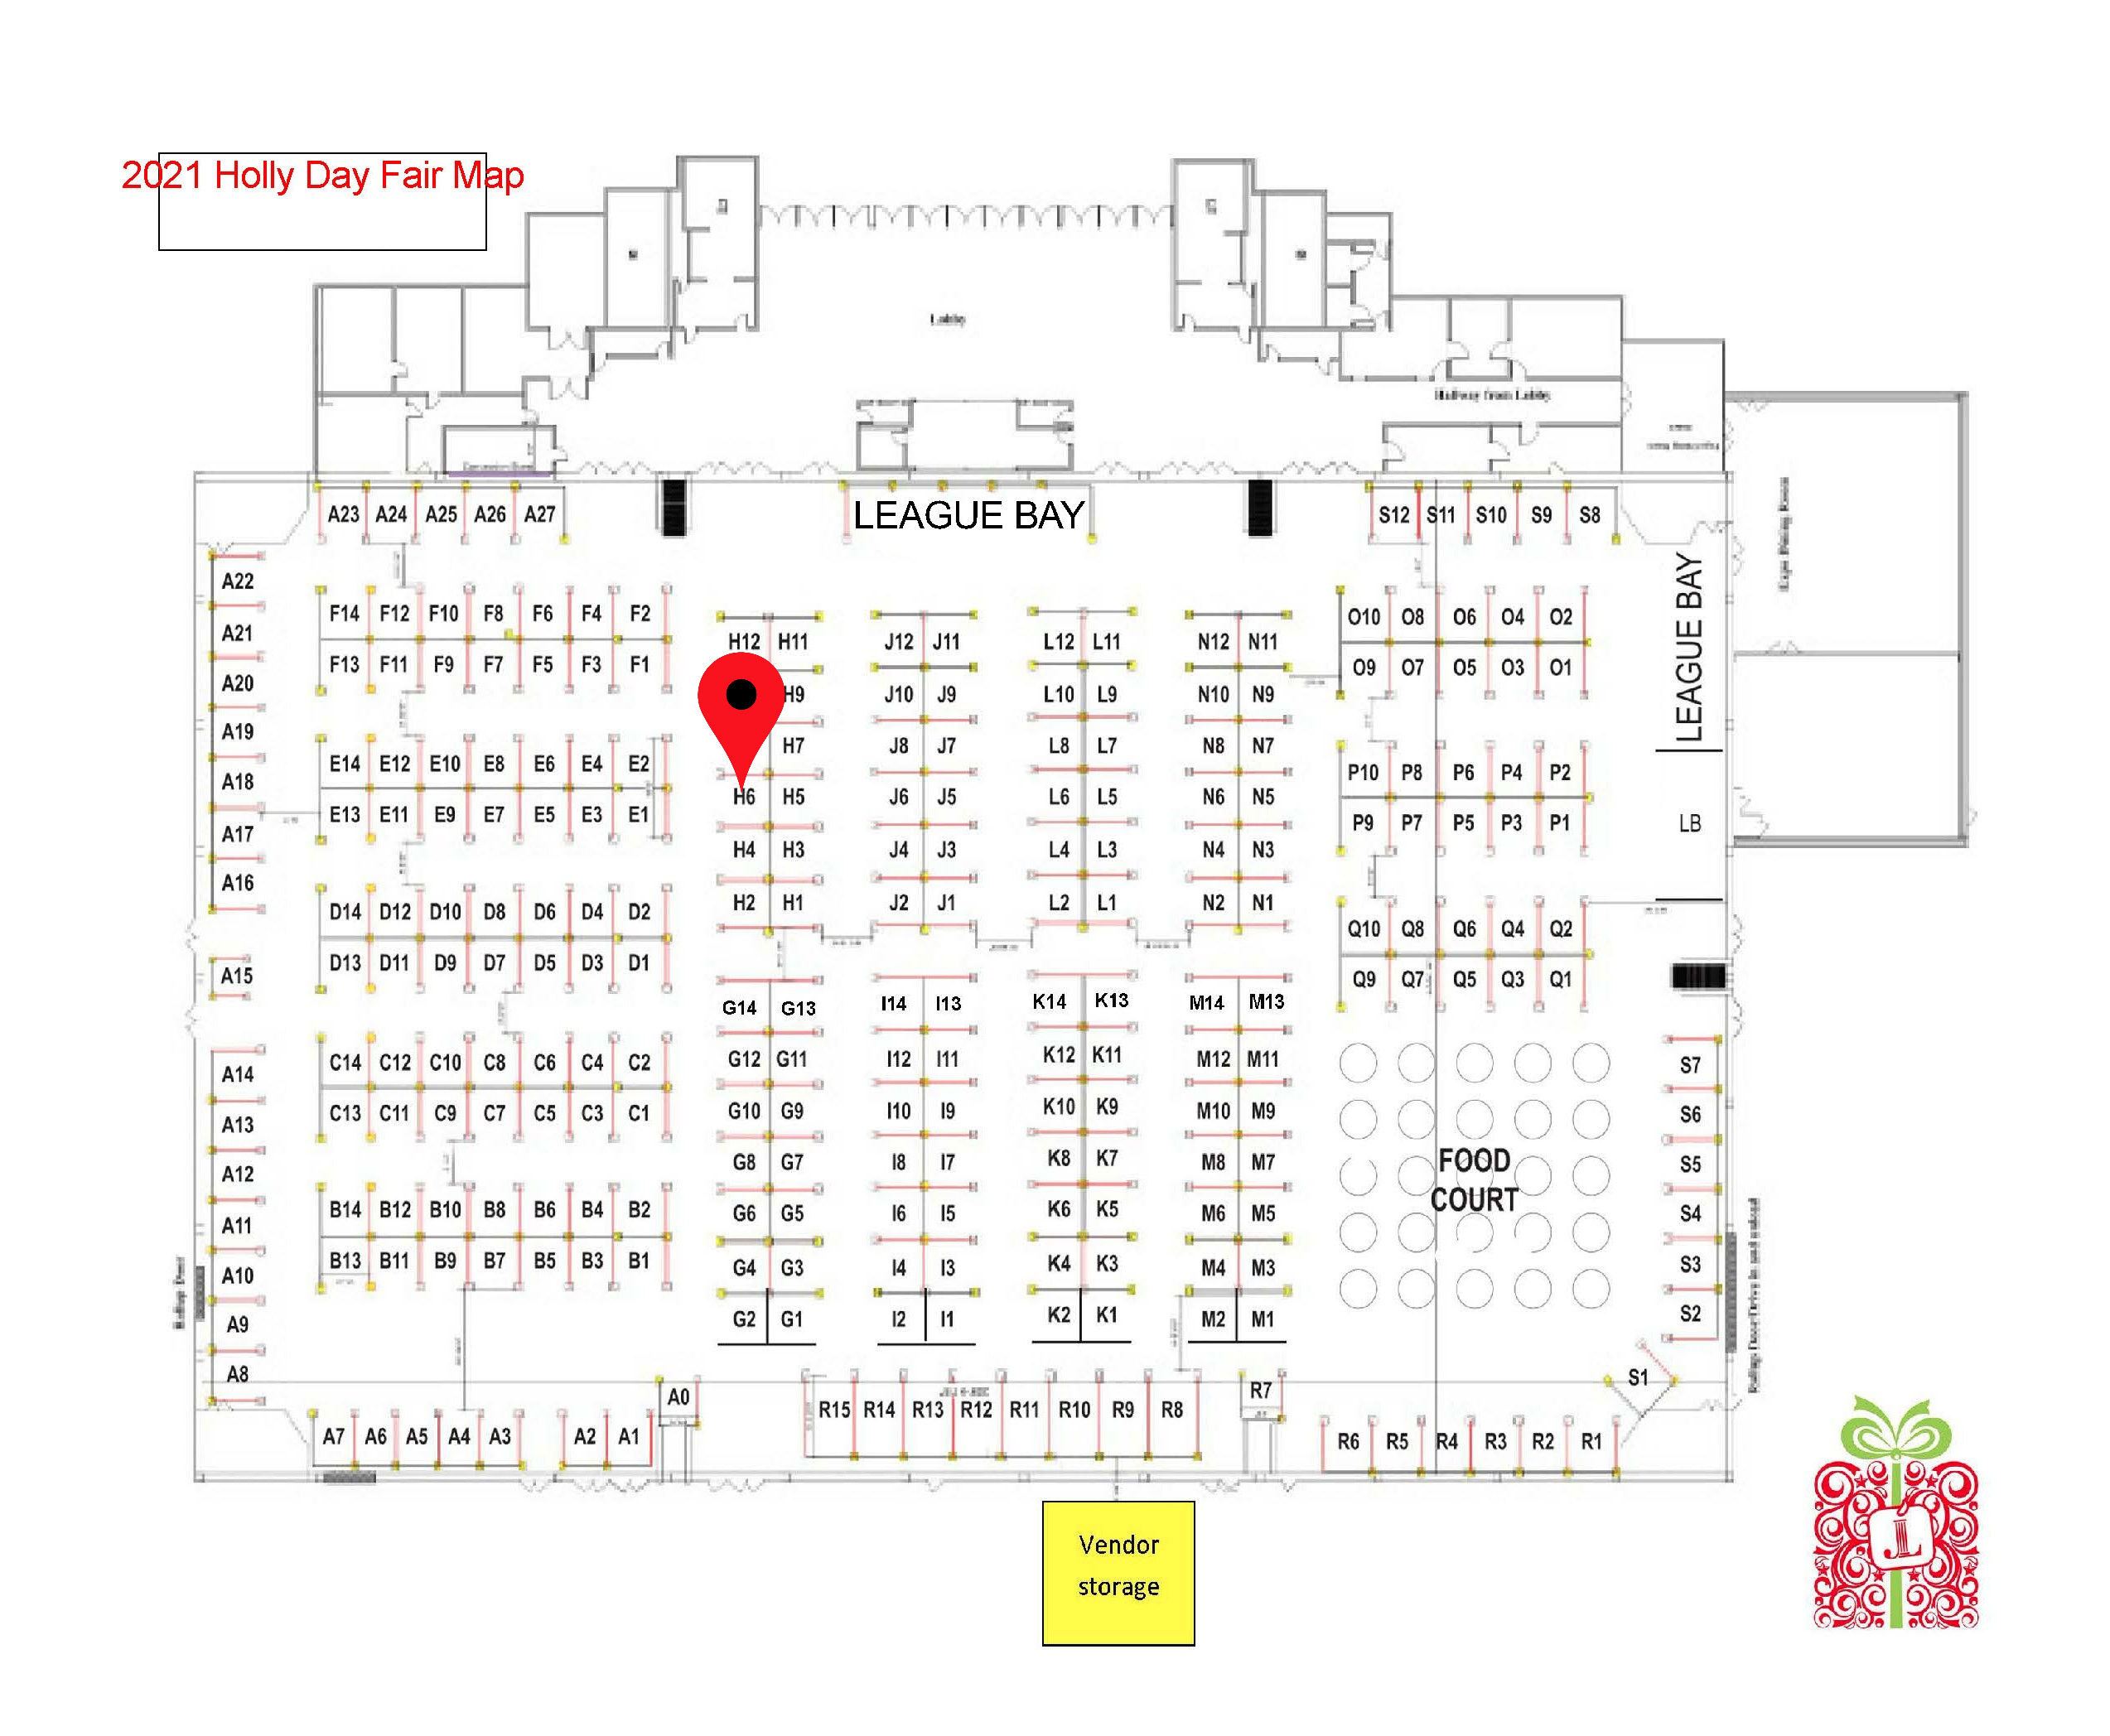 2021 Holly Day Fair Map
Lobby
Hallway from Lobby
LEAGUE BAY
A23 A24 A25 A26 A27
S12 S11 S10 S9 S8
LEAGUE BAY
A22
A21
A20
A19
A18
A17
A16
A15
A14
A13
A12
A11
A10
A9
A8
F14 F12 F10 F8 F6 F4 F2
F13 F11 F9 F7 F5 F3 F1
E14 E12 E10 E8 E6 E4 E2
E13 E11 E9 E7 E5 E3 E1
D14 D12 D10 D8 D6 D4 D2
D13 D11 D9 D7 D5 D3 D1
C14 C12 C10 C8 C6 C4 C2
C13 C11 C9 C7 C5 C3 C1
B14 B12 B10 B8 B6 B4 B2
B13 B11 B9 B7 B5 B3 B1
H12 H11
H9
H7
H6 H5
H4 H3
H2 H1
G14 G13
G12 G11
G10 G9
G8 G7
G6 G5
G4 G3
G2 G1
J12 J11
J10 J9
J8 J7
J6 J5
J4 J3
J2 J1
I14 I13
I12 I11
I10 I9
I8 I7
I6 I5
I4 I3
I2 I1
L12 L11
L10 L9
L8 L7
L6 L5
L4 L3
L2 L1
K14 K13
K12 K11
K10 K9
K8 K7
K6 K5
K4 K3
K2 K1
N12 N11
N10 N9
N8 N7
N6 N5
N4 N3
N2 N1
M14 M13
M12 M11
M10 M9
M8 M7
M6 M5
M4 M3
M2 M1
O10 O8 O6 O4 O2
O9 O7 O5 O3 O1
P10 P8 P6 P4 P2
P9 P7 P5 P3 P1
LB
Q10 Q8 Q6 Q4 Q2
Q9 Q7 Q5 Q3 Q1
FOOD
COURT
S7
S6
S5
S4
S3
S2
S1
A7 A6 A5 A4 A3 A2 A1
A0
R15 R14 R13 R12 R11 R10 R9 R8
R7
R6 R5 R4 R3 R2 R1
Vendor
storage
JL